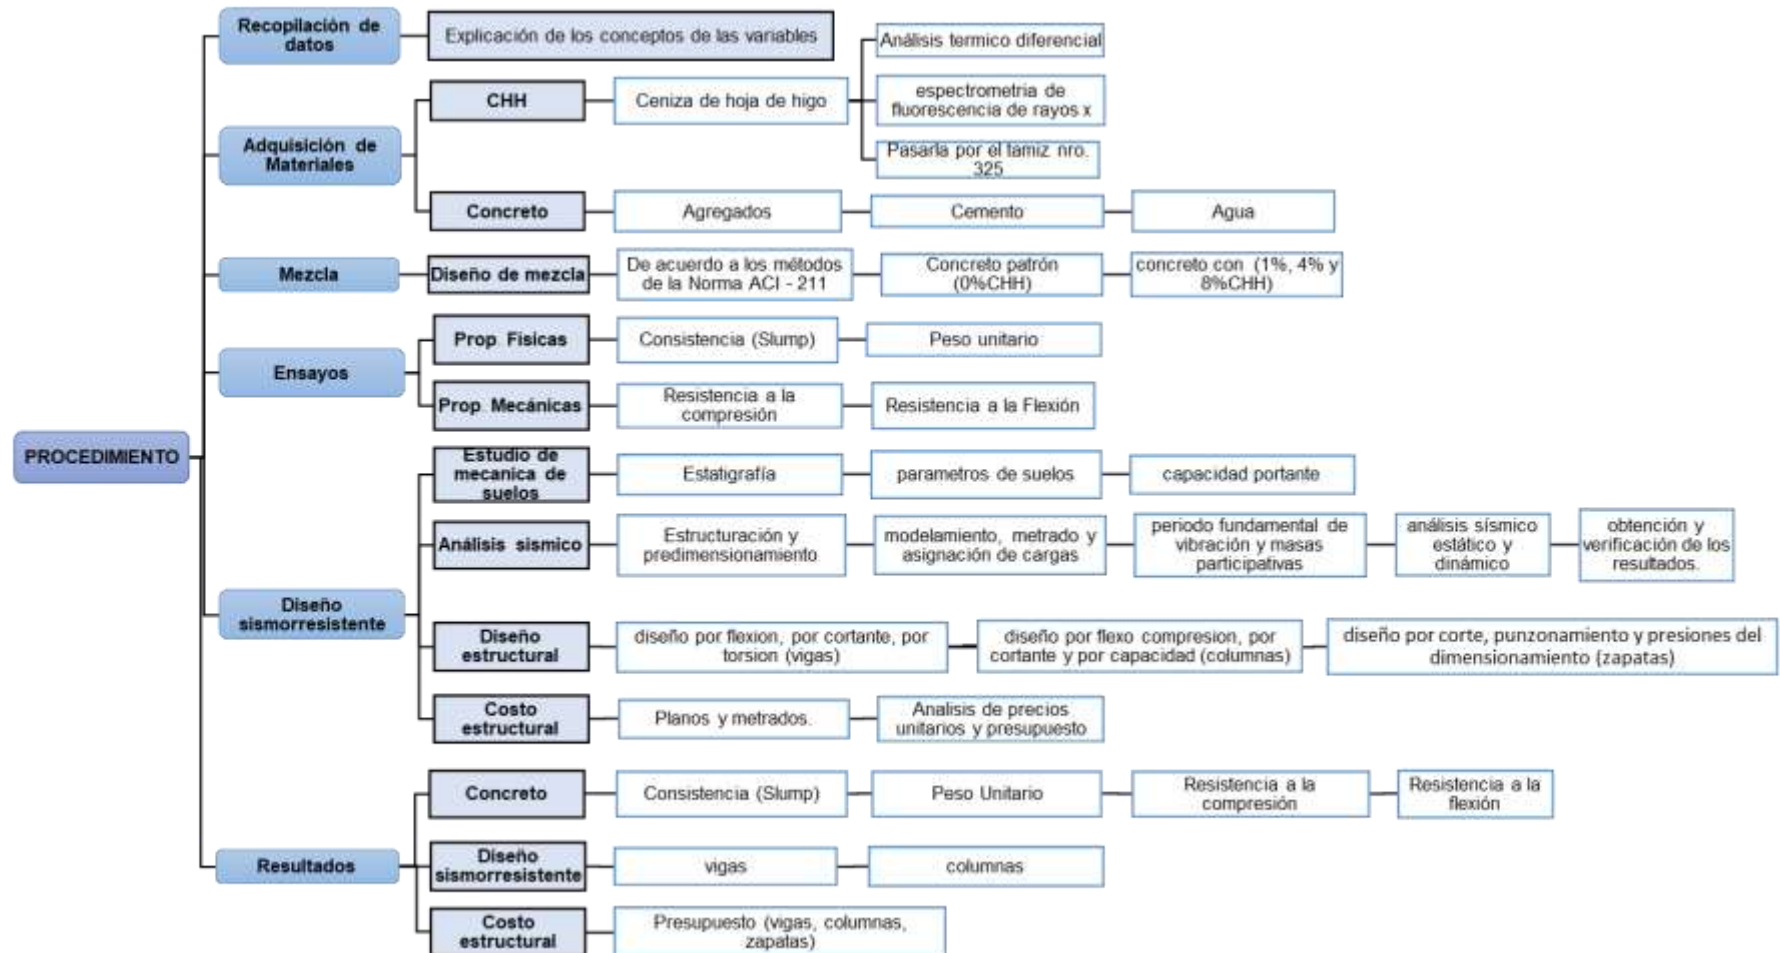 PROCEDIMIENTO
Recopilación de
datos
Explicación de los conceptos de las variables
Adquisición de
Materiales
CHH
Ceniza de hoja de higo
Análisis termico diferencial
espectrometria de
fluorescencia de rayos x
Pasarla por el tamiz nro.
325
Concreto
Agregados
Cemento
Agua
Mezcla
Diseño de mezcla
De acuerdo a los métodos
de la Norma ACI - 211
Concreto patrón
(0%CHH)
concreto con (1%, 4% y
8%CHH)
Ensayos
Prop. Fisicas
Consistencia (Slump)
Peso unitario
Prop. Mecánicas
Resistencia a la
compresión
Resistencia a la Flexión
Diseño
sismorresistente
Estudio de
mecanica de
suelos
Estatigrafía
parametros de suelos
capacidad portante
Análisis sismico
Estructuración y
predimensionamiento
modelamiento, metrado y
asignación de cargas
periodo fundamental de
vibración y masas
participativas
análisis sísmico
estático y
dinámico
obtención y
verificación de los
resultados.
Diseño
estructural
diseño por flexion, por cortante, por
torsion (vigas)
diseño por flexo compresion, por
cortante y por capacidad (columnas)
diseño por corte, punzonamiento y presiones del
dimensionamiento (zapatas)
Costo
estructural
Planos y metrados.
Analisis de precios
unitarios y presupuesto
Resultados
Concreto
Consistencia (Slump)
Peso Unitario
Resistencia a la
compresión
Resistencia a la
flexión
Diseño
sismorresistente
vigas
columnas
Costo
estructural
Presupuesto (vigas, columnas,
zapatas)